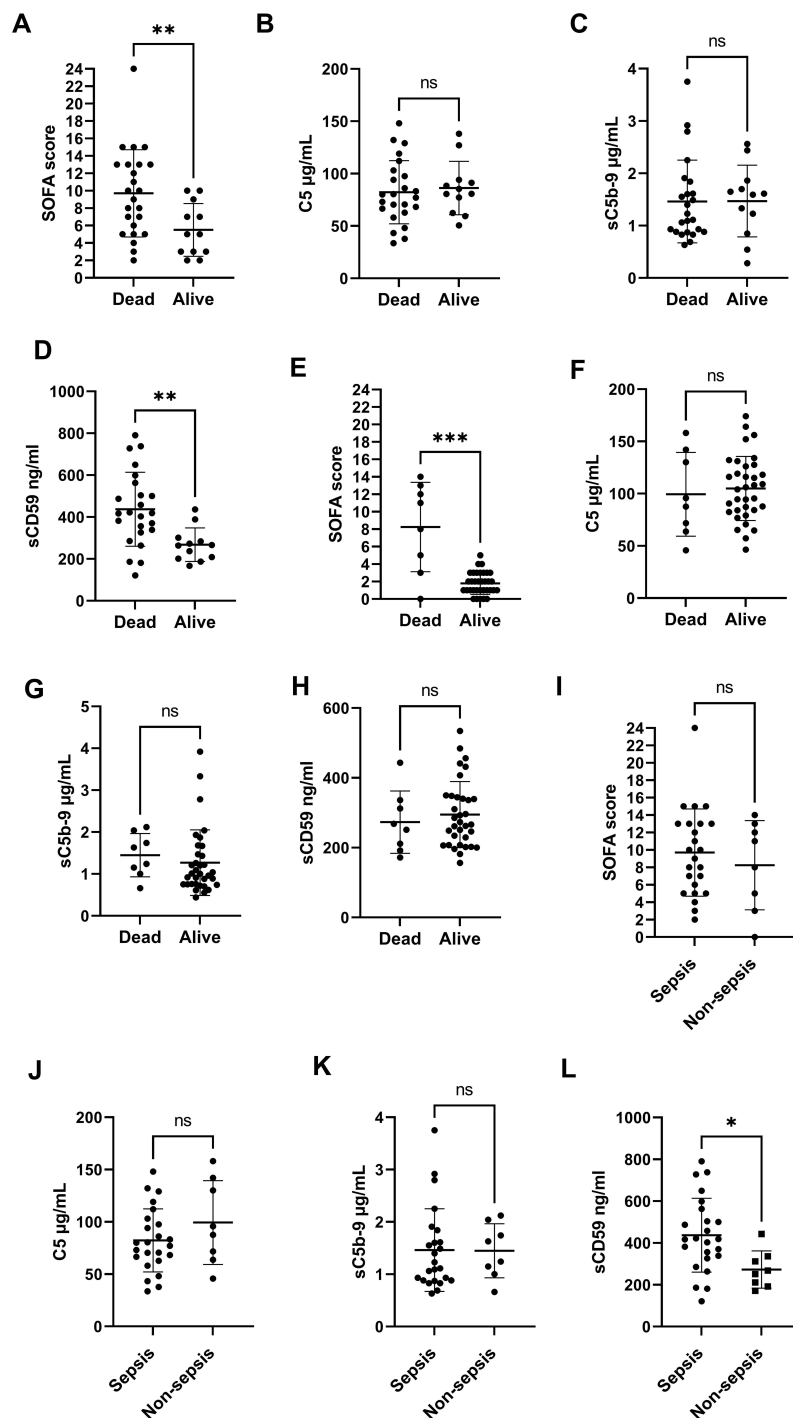 A
**
SOFA score
24
22
20
18
16
14
12
10
8
6
4
2
0
Dead
Alive
B
ns
C5 µg/mL
200
150
100
50
0
Dead
Alive
C
ns
sC5b-9 µg/mL
4
3
2
1
0
Dead
Alive
D
**
sCD59 ng/ml
1000
800
600
400
200
0
Dead
Alive
E
***
SOFA score
24
22
20
18
16
14
12
10
8
6
4
2
0
Dead
Alive
F
ns
C5 µg/mL
200
150
100
50
0
Dead
Alive
G
ns
sC5b-9 µg/mL
5
4
3
2
1
0
Dead
Alive
H
ns
sCD59 ng/ml
600
400
200
0
Dead
Alive
I
ns
SOFA score
24
22
20
18
16
14
12
10
8
6
4
2
0
Sepsis
Non-sepsis
J
ns
C5 µg/mL
200
150
100
50
0
Sepsis
Non-sepsis
K
ns
sC5b-9 µg/mL
4
3
2
1
0
Sepsis
Non-sepsis
L
*
sCD59 ng/ml
1000
800
600
400
200
0
Sepsis
Non-sepsis